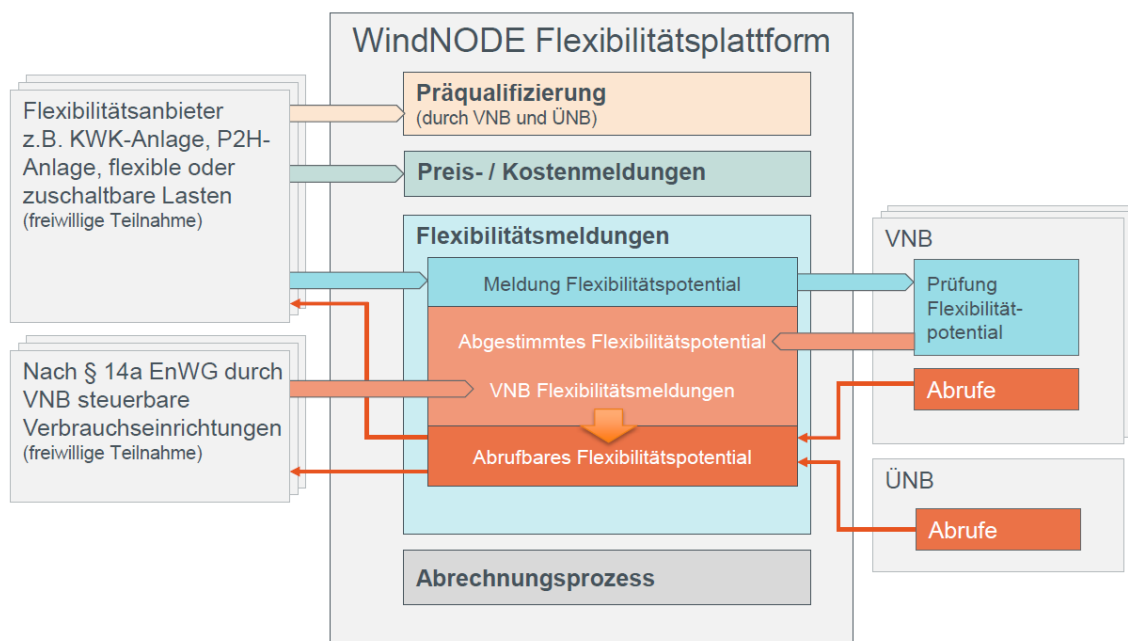 WindNODE Flexibilitätsplattform
Flexibilitätsanbieter
z.B. KWK-Anlage, P2H-
Anlage, flexible oder
zuschaltbare Lasten
(freiwillige Teilnahme)
Nach § 14a EnWG durch
VNB steuerbare
Verbrauchseinrichtungen
(freiwillige Teilnahme)
Präqualifizierung
(durch VNB und ÜNB)
Preis- / Kostenmeldungen
Flexibilitätsmeldungen
Meldung Flexibilitätspotential
Abgestimmtes Flexibilitätspotential
VNB Flexibilitätsmeldungen
Abrufbares Flexibilitätspotential
Abrechnungsprozess
VNB
Prüfung
Flexibilität-
potential
Abrufe
ÜNB
Abrufe